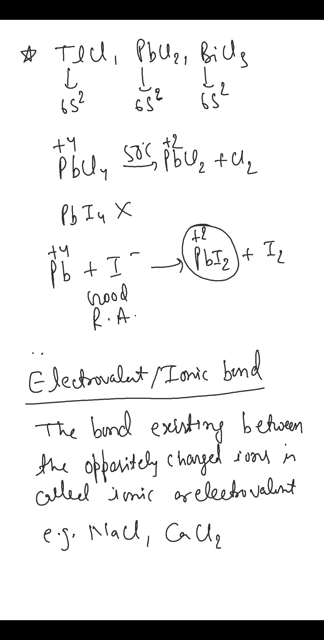 ☆ TlCl, PbCl2, BiCl3
↓ ↓ ↓
6S² 6S² 6S²
+4 +2
PbCl4 50°C→ PbCl2 + Cl2
PbI4 X
+4 +2
Pb + I⁻ → PbI2 + I2
Good
R.A.
Electrovalent/Ionic bond
The bond existing between
the oppositely charged ions is
called ionic or electrovalent
e.g. NaCl, CaCl2